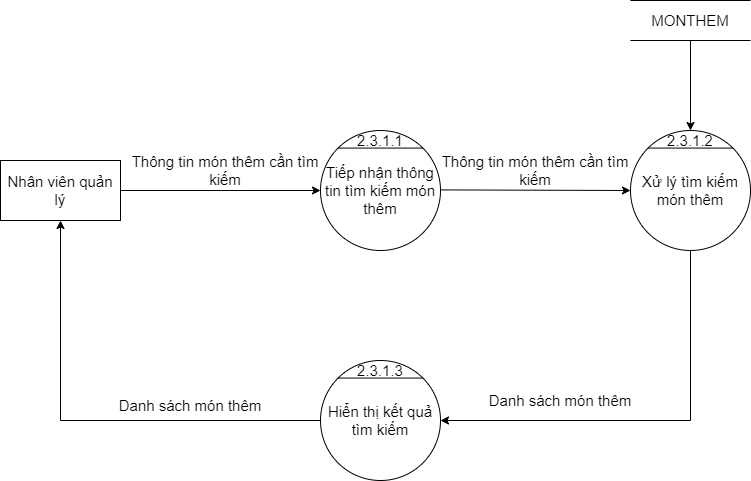 MONTHEM
2.3.1.1
2.3.1.2
Thông tin món thêm cần tìm
kiếm
Thông tin món thêm cần tìm
kiếm
Nhân viên quản
lý
Tiếp nhận thông
tin tìm kiếm món
thêm
Xử lý tìm kiếm
món thêm
2.3.1.3
Danh sách món thêm
Hiển thị kết quả
tìm kiếm
Danh sách món thêm